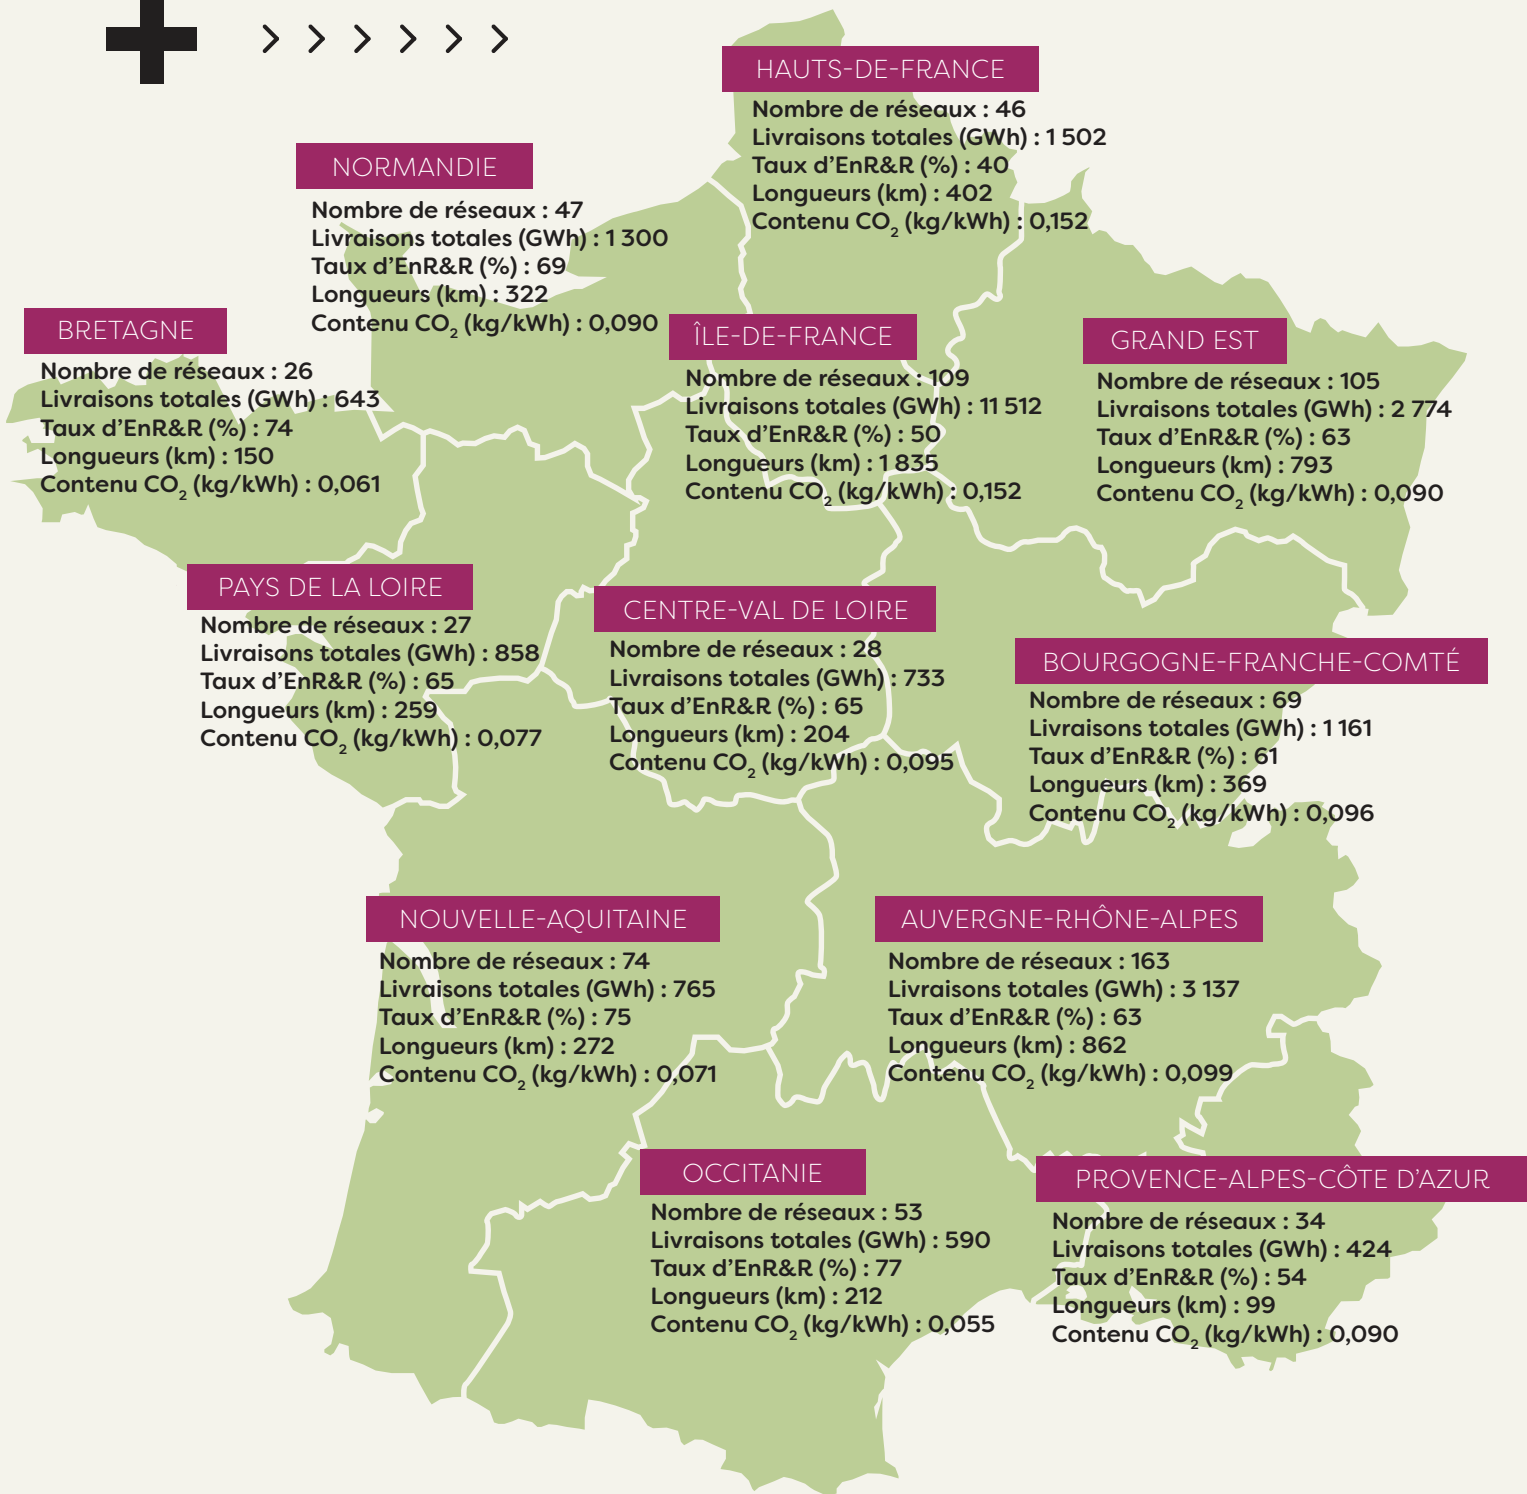 HAUTS-DE-FRANCE
Nombre de réseaux : 46
Livraisons totales (GWh) : 1 502
Taux d'EnR&R (%) : 40
Longueurs (km) : 402
Contenu CO₂ (kg/kWh) : 0,152
NORMANDIE
Nombre de réseaux : 47
Livraisons totales (GWh) : 1 300
Taux d'EnR&R (%) : 69
Longueurs (km) : 322
Contenu CO₂ (kg/kWh) : 0,090
BRETAGNE
Nombre de réseaux : 26
Livraisons totales (GWh) : 643
Taux d'EnR&R (%) : 74
Longueurs (km) : 150
Contenu CO₂ (kg/kWh) : 0,061
ÎLE-DE-FRANCE
Nombre de réseaux : 109
Livraisons totales (GWh) : 11 512
Taux d'EnR&R (%) : 50
Longueurs (km) : 1 835
Contenu CO₂ (kg/kWh) : 0,152
GRAND EST
Nombre de réseaux : 105
Livraisons totales (GWh) : 2 774
Taux d'EnR&R (%) : 63
Longueurs (km) : 793
Contenu CO₂ (kg/kWh) : 0,090
PAYS DE LA LOIRE
Nombre de réseaux : 27
Livraisons totales (GWh) : 858
Taux d'EnR&R (%) : 65
Longueurs (km) : 259
Contenu CO₂ (kg/kWh) : 0,077
CENTRE-VAL DE LOIRE
Nombre de réseaux : 28
Livraisons totales (GWh) : 733
Taux d'EnR&R (%) : 65
Longueurs (km) : 204
Contenu CO₂ (kg/kWh) : 0,095
BOURGOGNE-FRANCHE-COMTÉ
Nombre de réseaux : 69
Livraisons totales (GWh) : 1 161
Taux d'EnR&R (%) : 61
Longueurs (km) : 369
Contenu CO₂ (kg/kWh) : 0,096
NOUVELLE-AQUITAINE
Nombre de réseaux : 74
Livraisons totales (GWh) : 765
Taux d'EnR&R (%) : 75
Longueurs (km) : 272
Contenu CO₂ (kg/kWh) : 0,071
AUVERGNE-RHÔNE-ALPES
Nombre de réseaux : 163
Livraisons totales (GWh) : 3 137
Taux d'EnR&R (%) : 63
Longueurs (km) : 862
Contenu CO₂ (kg/kWh) : 0,099
OCCITANIE
Nombre de réseaux : 53
Livraisons totales (GWh) : 590
Taux d'EnR&R (%) : 77
Longueurs (km) : 212
Contenu CO₂ (kg/kWh) : 0,055
PROVENCE-ALPES-CÔTE D'AZUR
Nombre de réseaux : 34
Livraisons totales (GWh) : 424
Taux d'EnR&R (%) : 54
Longueurs (km) : 99
Contenu CO₂ (kg/kWh) : 0,090